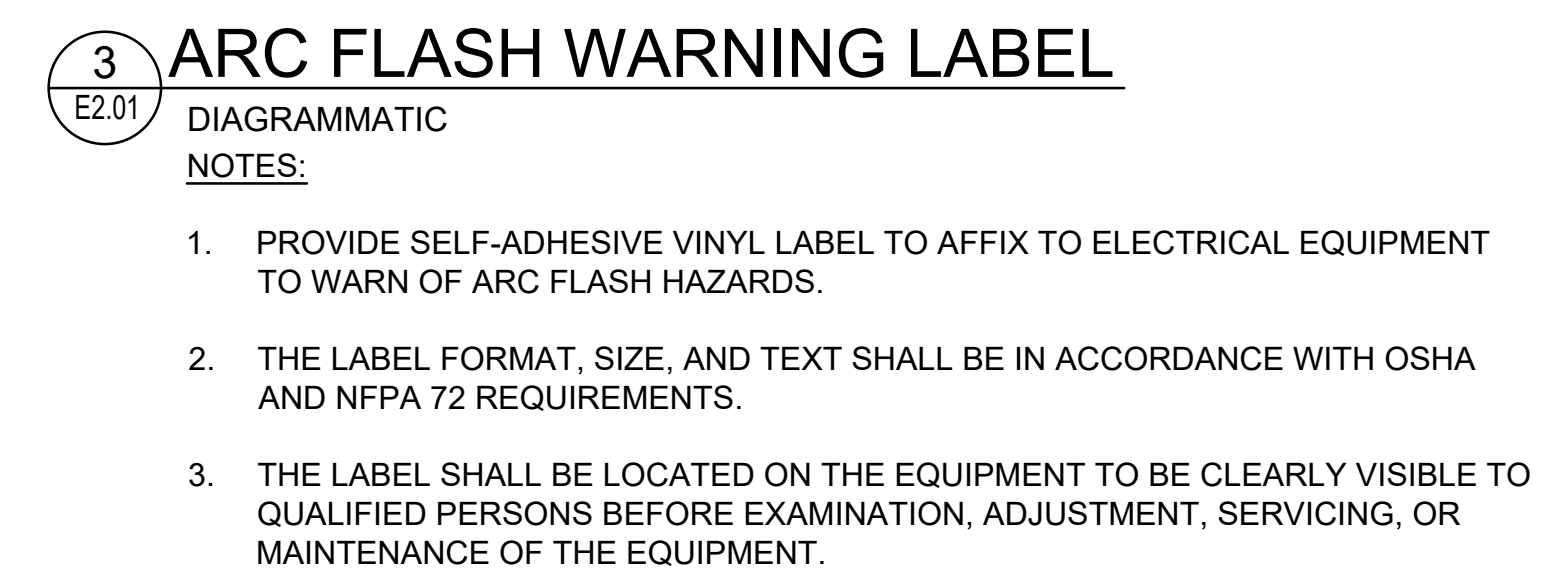 3
E2.01
ARC FLASH WARNING LABEL
DIAGRAMMATIC
NOTES:
1. PROVIDE SELF-ADHESIVE VINYL LABEL TO AFFIX TO ELECTRICAL EQUIPMENT
TO WARN OF ARC FLASH HAZARDS.
2. THE LABEL FORMAT, SIZE, AND TEXT SHALL BE IN ACCORDANCE WITH OSHA
AND NFPA 72 REQUIREMENTS.
3. THE LABEL SHALL BE LOCATED ON THE EQUIPMENT TO BE CLEARLY VISIBLE TO
QUALIFIED PERSONS BEFORE EXAMINATION, ADJUSTMENT, SERVICING, OR
MAINTENANCE OF THE EQUIPMENT.